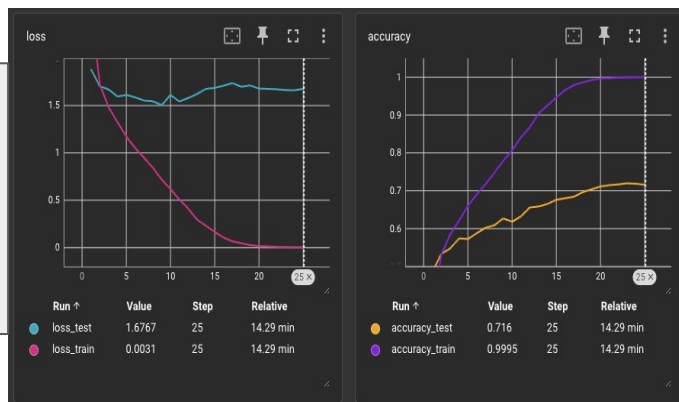 loss
1.5
1
0.5
0
0 5 10 15 20 25 ×
Run ↑ Value Step Relative
loss_test 1.6767 25 14.29 min
loss_train 0.0031 25 14.29 min
accuracy
1
0.9
0.8
0.7
0.6
0 5 10 15 20 25 ×
Run ↑ Value Step Relative
accuracy_test 0.716 25 14.29 min
accuracy_train 0.9995 25 14.29 min